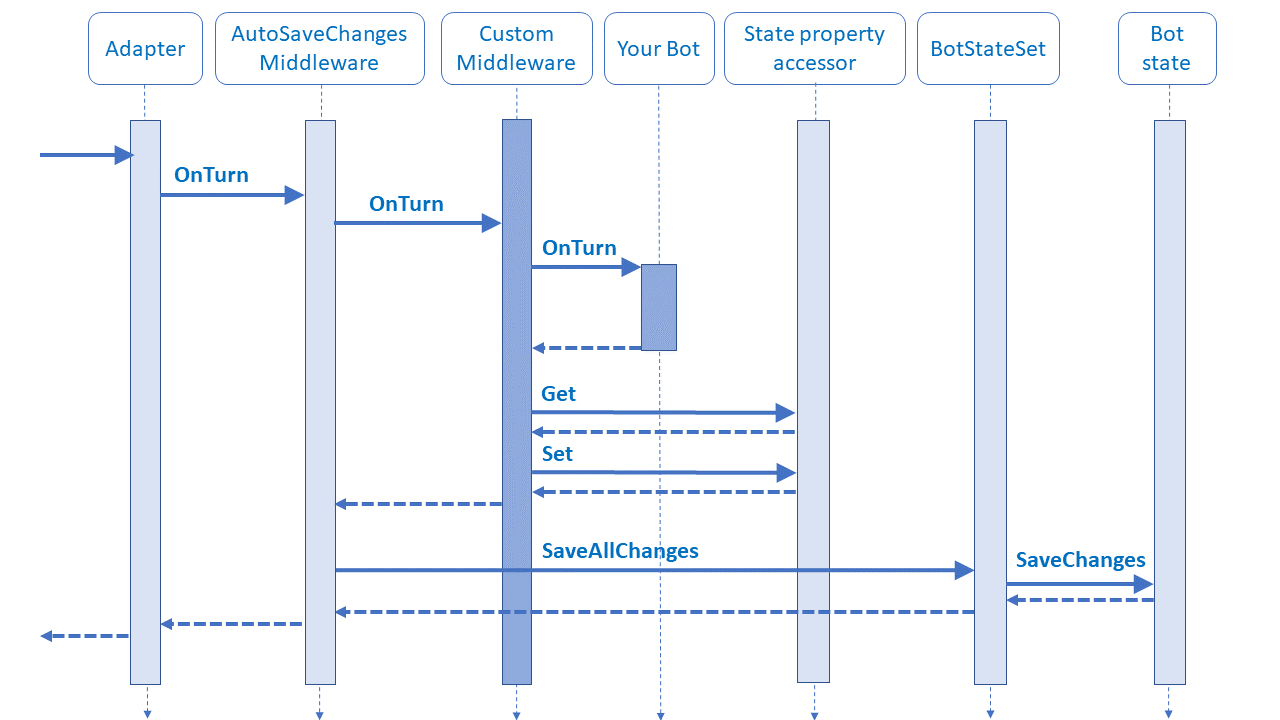 Adapter
AutoSaveChanges
Middleware
Custom
Middleware
Your Bot
State property
accessor
BotStateSet
Bot
state
OnTurn
OnTurn
OnTurn
Get
Set
SaveAllChanges
SaveChanges